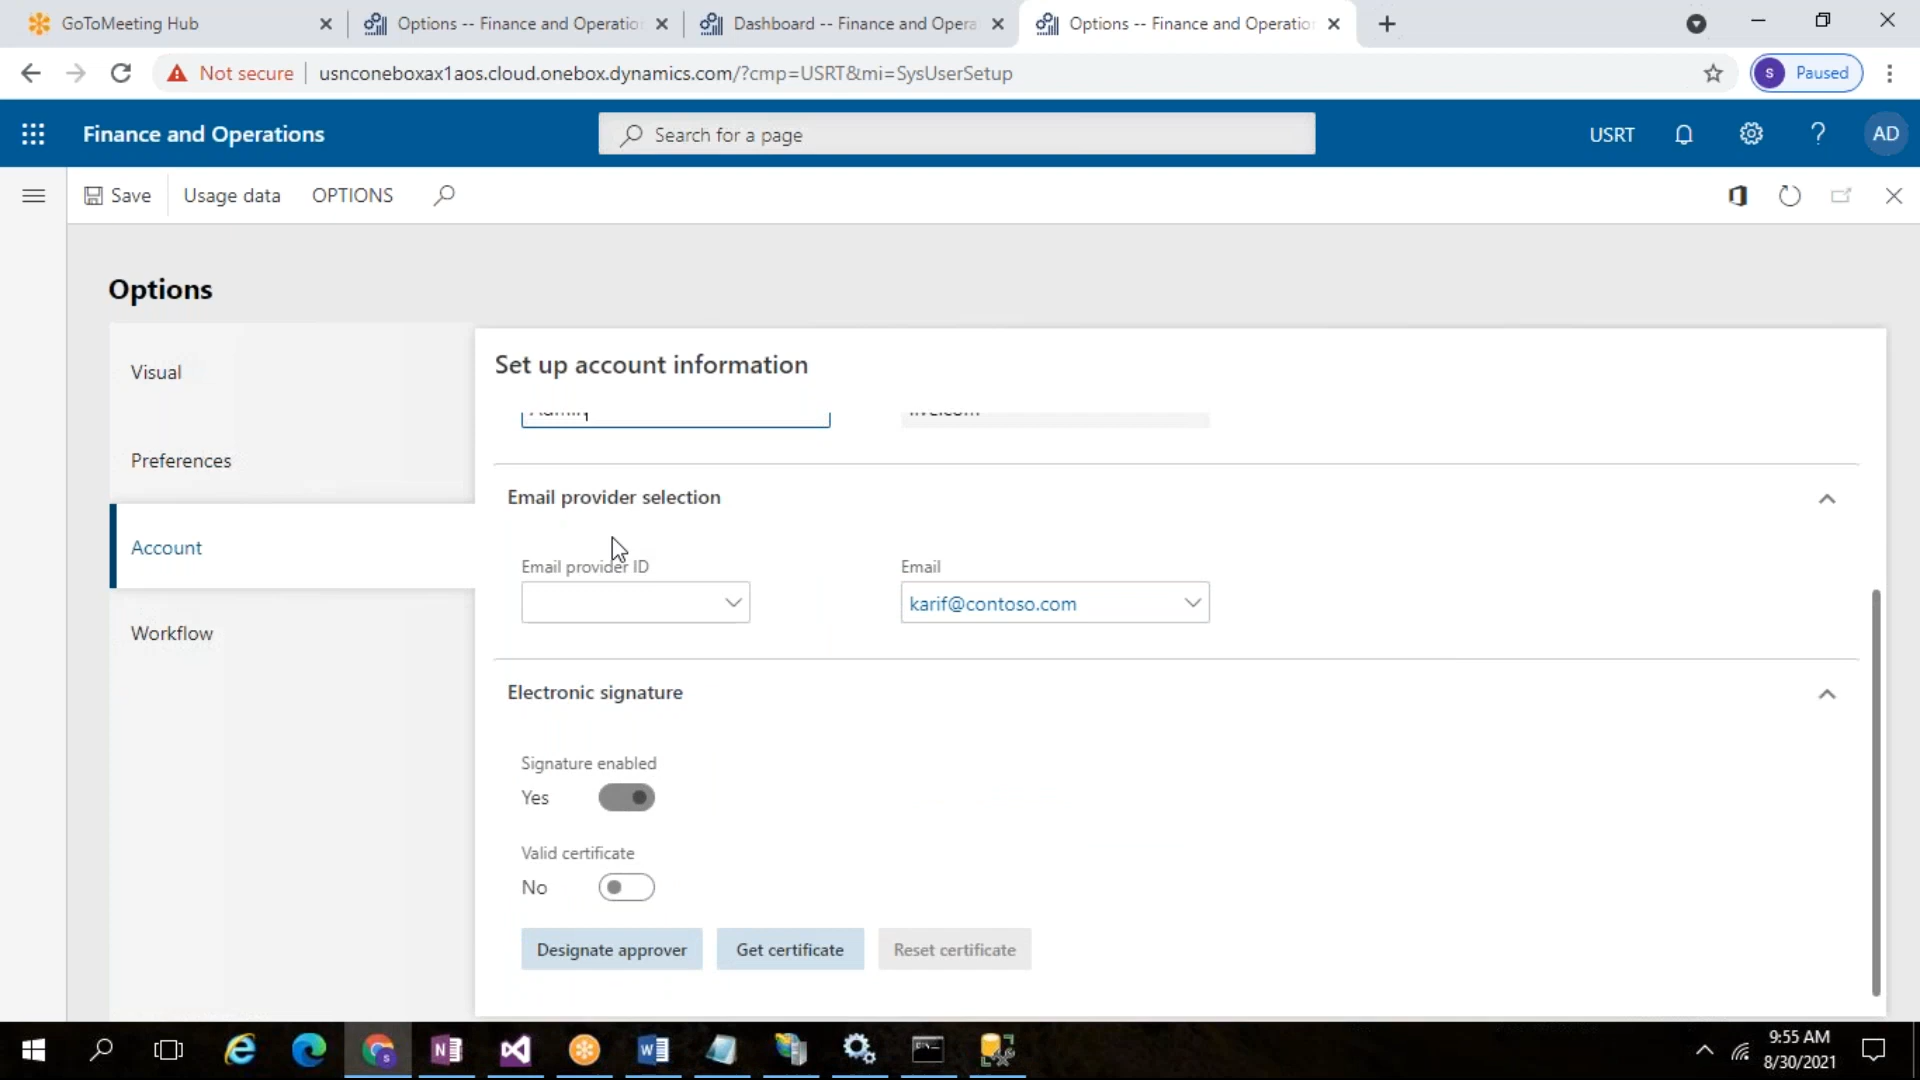 GoToMeeting Hub
Options -- Finance and Operatio
Dashboard -- Finance and Opera
Options -- Finance and Operatio
Not secure
usnconeboxax1aos.cloud.onebox.dynamics.com/?cmp=USRT&mi=SysUserSetup
s
Paused
Finance and Operations
Search for a page
USRT
?
AD
Save
Usage data
OPTIONS
Options
Visual
Preferences
Account
Workflow
Set up account information
Email provider selection
Email provider ID
Email
karif@contoso.com
Electronic signature
Signature enabled
Yes
Valid certificate
No
Designate approver
Get certificate
Reset certificate
9:55 AM
8/30/2021